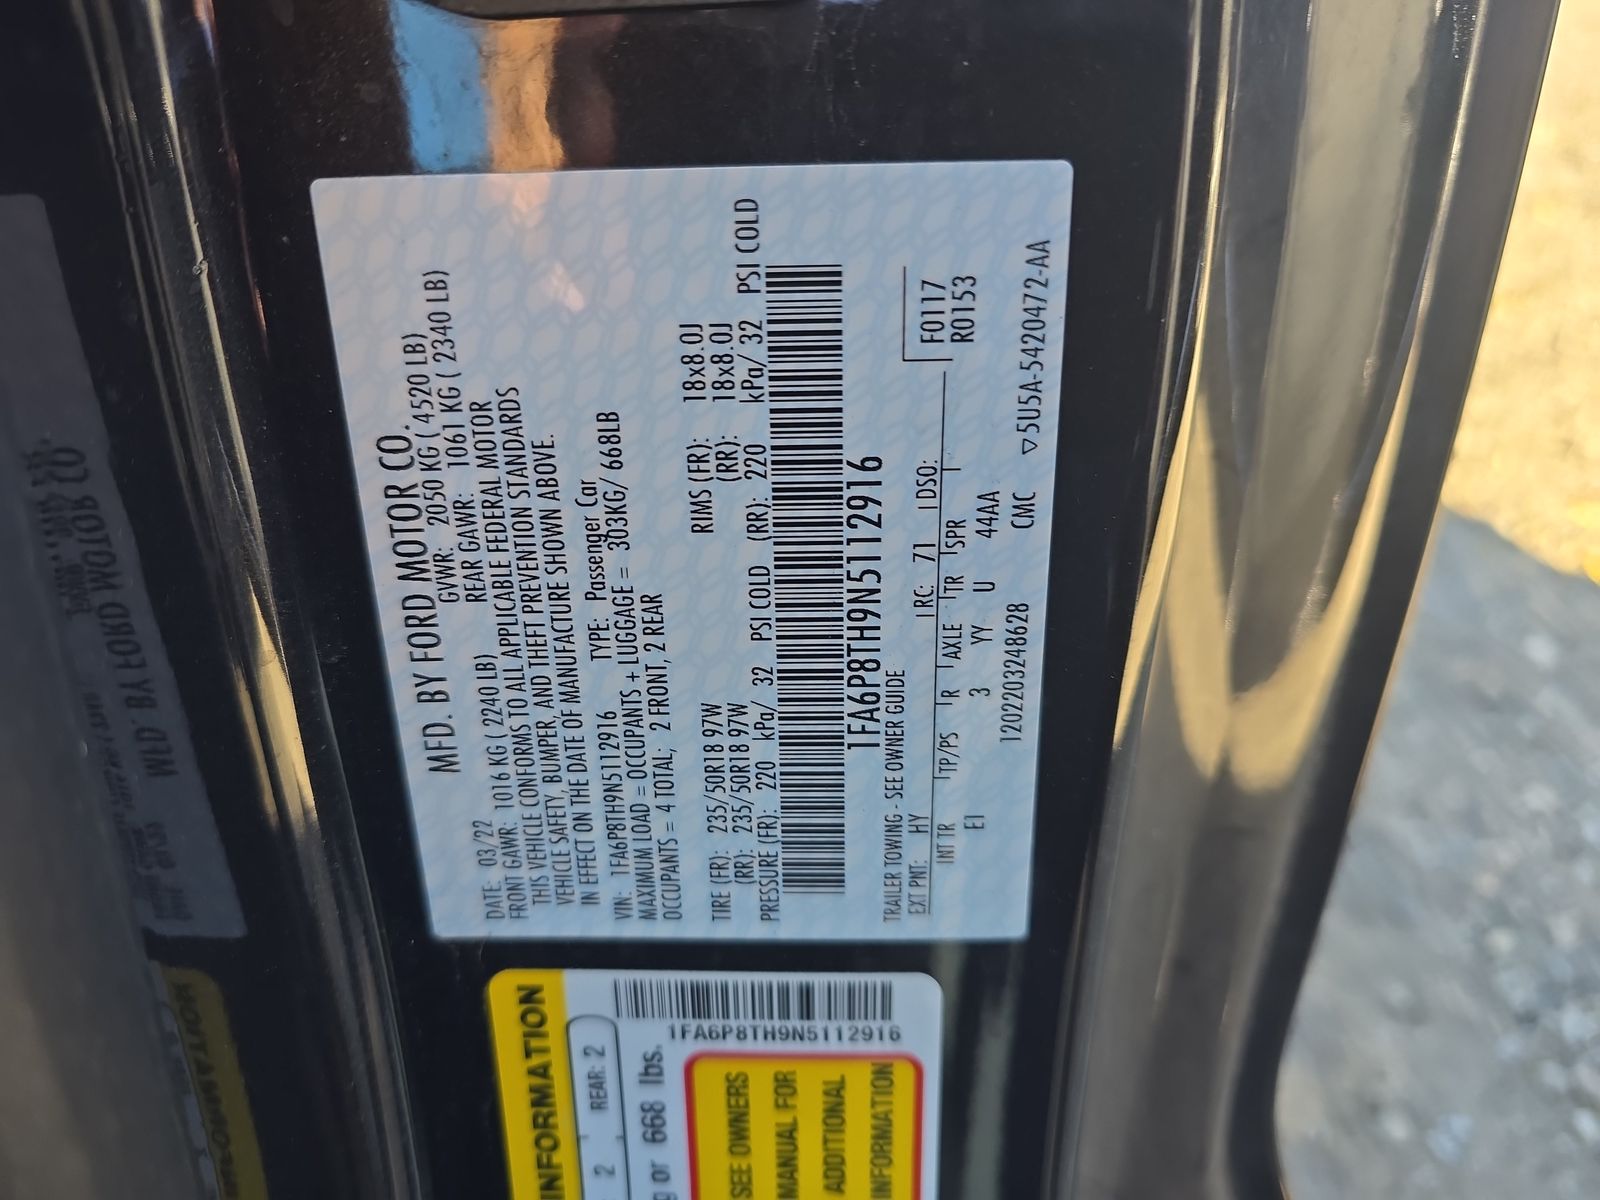 MFD. BY FORD MOTOR CO.
DATE: 03/22 GVWR: 2050 KG ( 4520 LB)
FRONT GAWR: 1016 KG ( 2240 LB) REAR GAWR: 1061 KG ( 2340 LB)
THIS VEHICLE CONFORMS TO ALL APPLICABLE FEDERAL MOTOR
VEHICLE SAFETY, BUMPER, AND THEFT PREVENTION STANDARDS
IN EFFECT ON THE DATE OF MANUFACTURE SHOWN ABOVE.
VIN: 1FA6P8TH9N5112916 TYPE: Passenger Car
MAXIMUM LOAD = OCCUPANTS + LUGGAGE = 303KG/ 668LB
OCCUPANTS = 4 TOTAL; 2 FRONT, 2 REAR
TIRE (FR): 235/50R18 97W RIMS (FR): 18x8.0J
(RR): 235/50R18 97W (RR): 18x8.0J
PRESSURE (FR): 220 kPa/ 32 PSI COLD (RR): 220 kPa/ 32 PSI COLD
1FA6P8TH9N5112916
TRAILER TOWING - SEE OWNER GUIDE
EXT PNT: HY RC: 71 DSO: F0117
INT TR TP/PS R AXLE TR SPR R0153
EI 3 YY U 44AA
1202203248628 CMC ▽5U5A-5420472-AA
INFORMATION
2 REAR: 2
1FA6P8TH9N5112916
or 668 lbs.
SEE OWNERS
MANUAL FOR
ADDITIONAL
INFORMATION